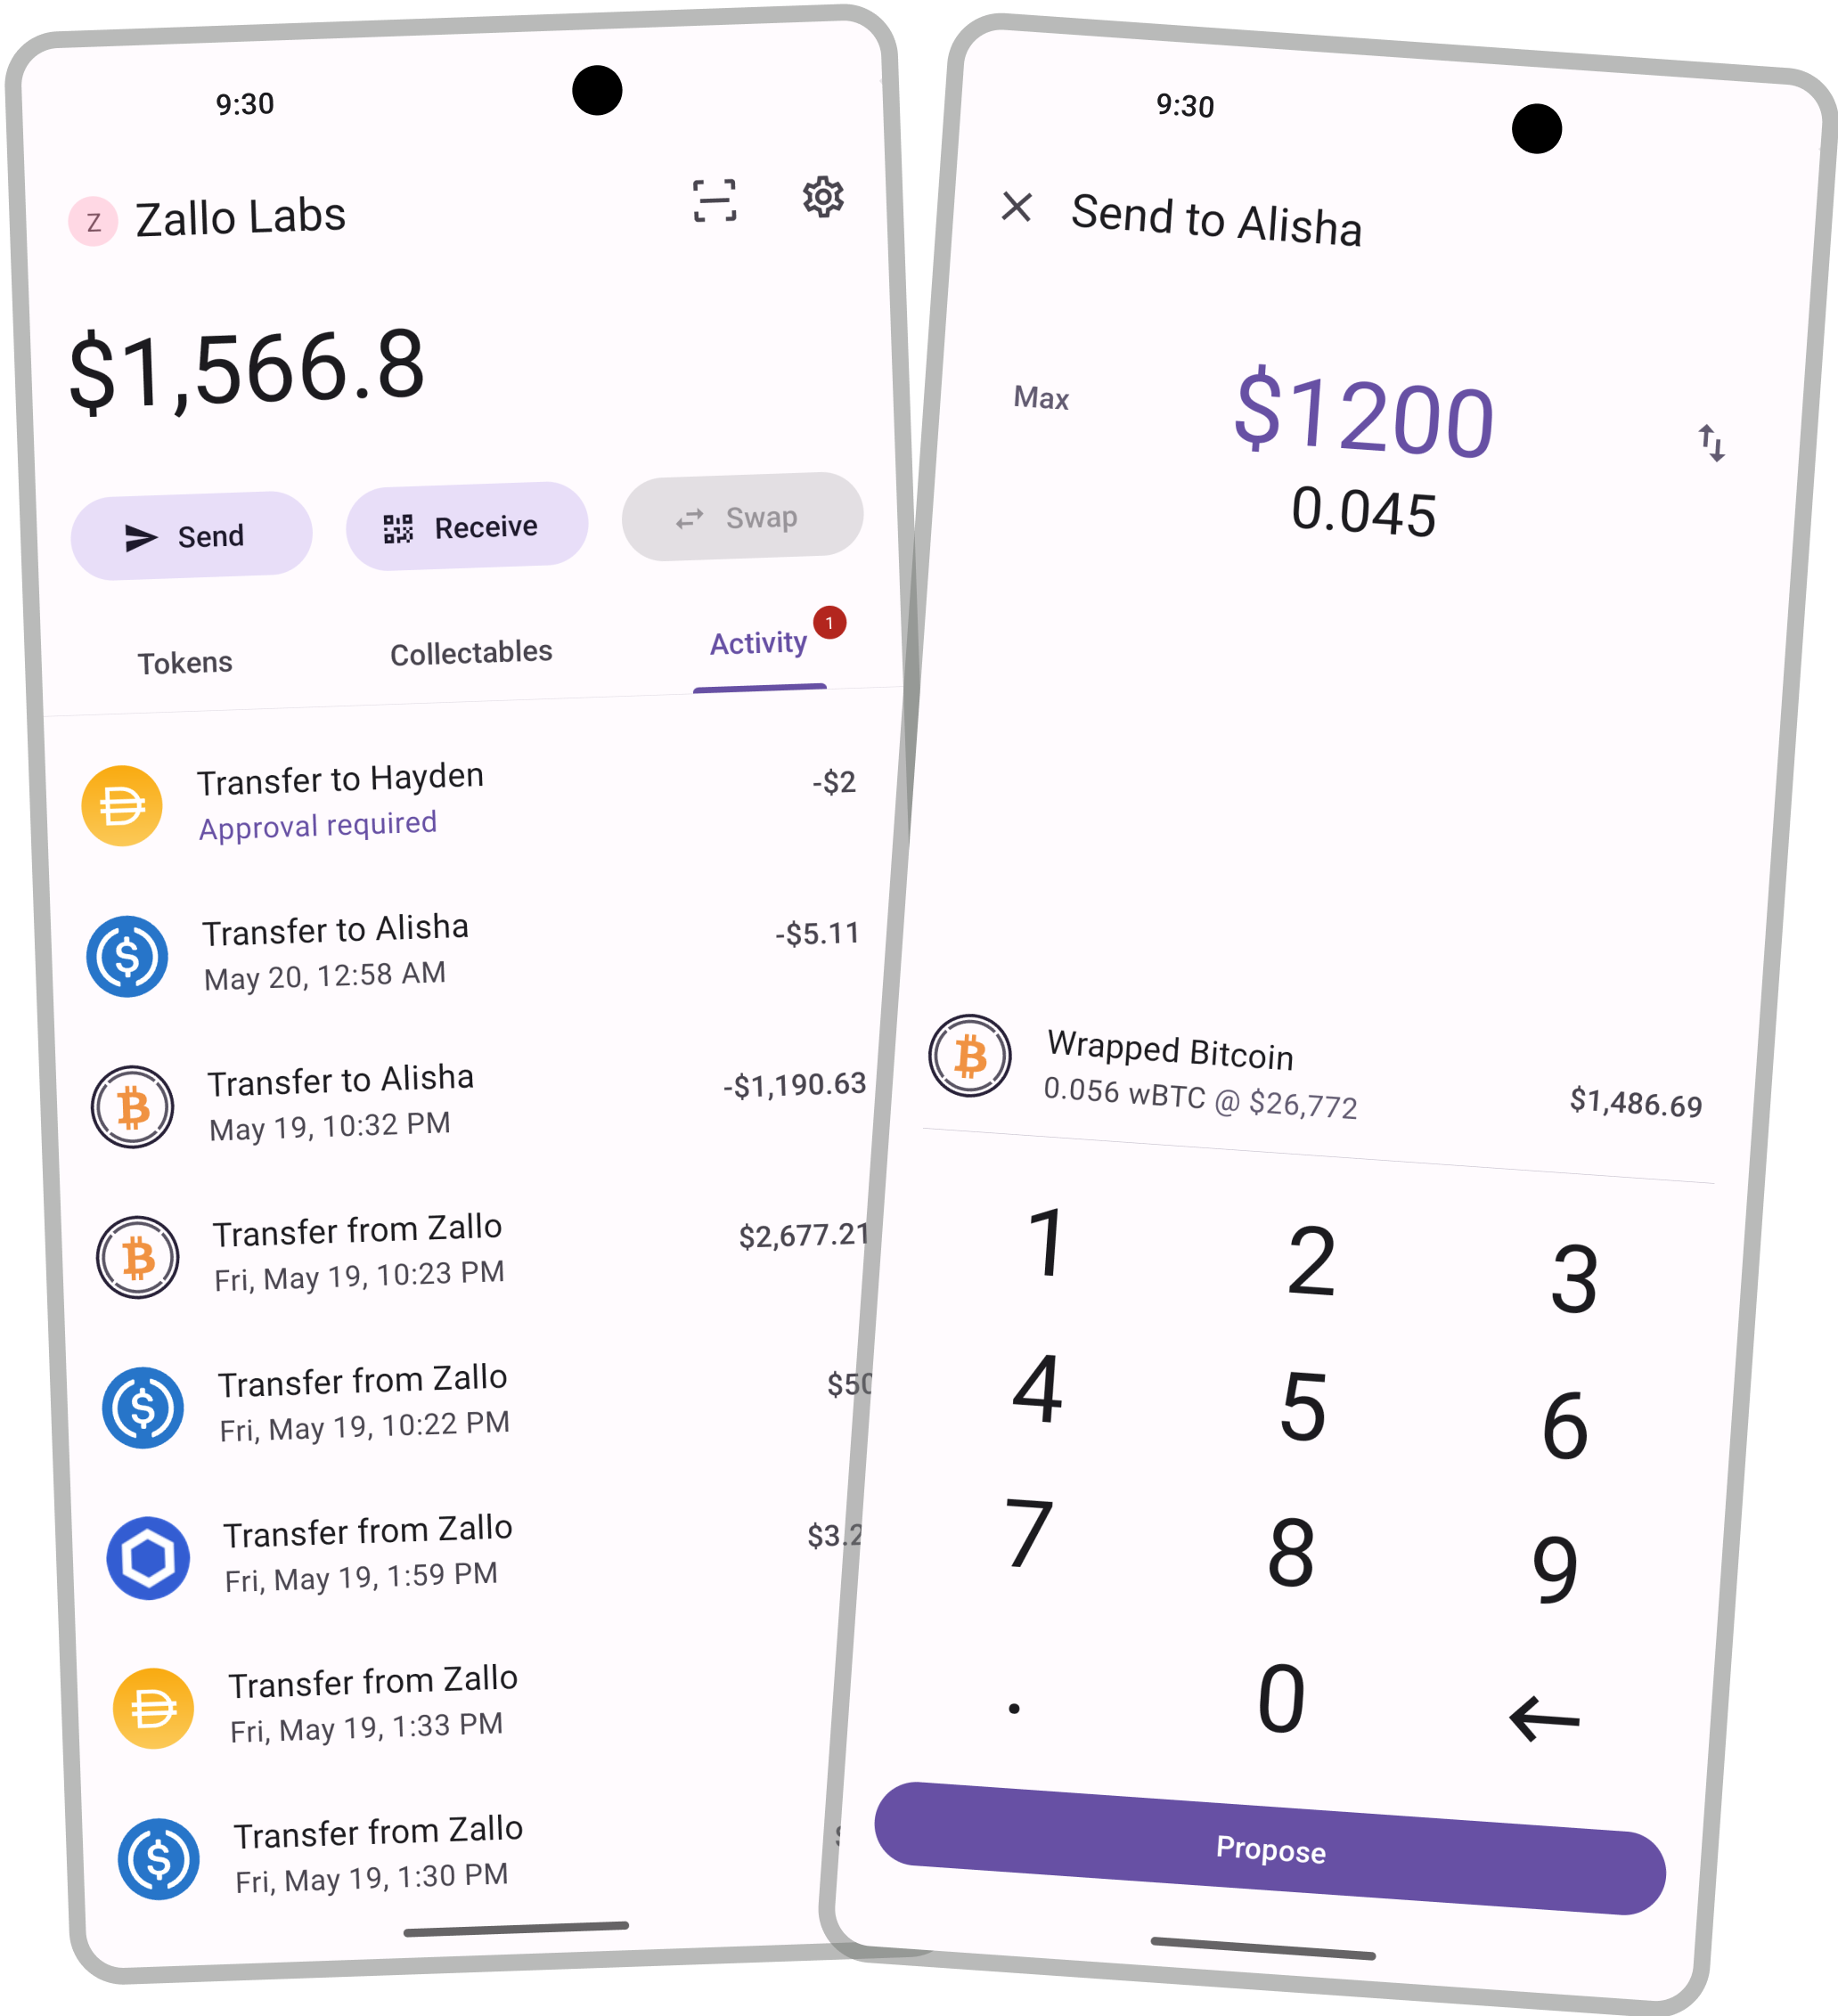 9:30
Z
Zallo Labs
$1,566.8
Send
Receive
Swap
Tokens
Collectables
Activity
1
Transfer to Hayden
-$2
Approval required
Transfer to Alisha
-$5.11
May 20, 12:58 AM
Transfer to Alisha
-$1,190.63
May 19, 10:32 PM
Transfer from Zallo
$2,677.21
Fri, May 19, 10:23 PM
Transfer from Zallo
$50
Fri, May 19, 10:22 PM
Transfer from Zallo
$3.2
Fri, May 19, 1:59 PM
Transfer from Zallo
Fri, May 19, 1:33 PM
Transfer from Zallo
Fri, May 19, 1:30 PM
9:30
Send to Alisha
Max
$1200
0.045
Wrapped Bitcoin
0.056 wBTC @ $26,772
$1,486.69
1 2 3
4 5 6
7 8 9
. 0
Propose